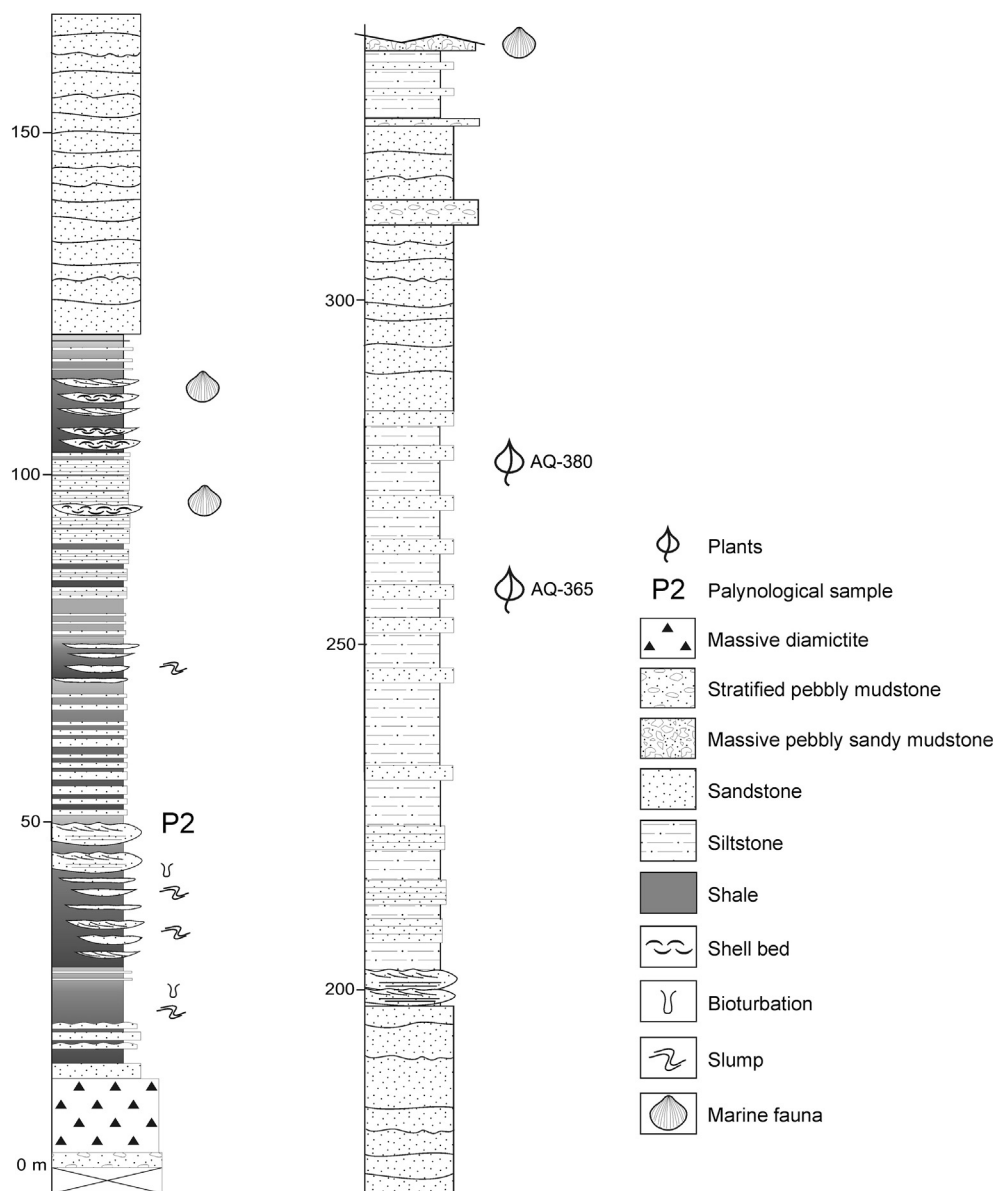 150
100
50
P2
0 m
300
250
200
AQ-380
AQ-365
Plants
P2 Palynological sample
Massive diamictite
Stratified pebbly mudstone
Massive pebbly sandy mudstone
Sandstone
Siltstone
Shale
Shell bed
Bioturbation
Slump
Marine fauna